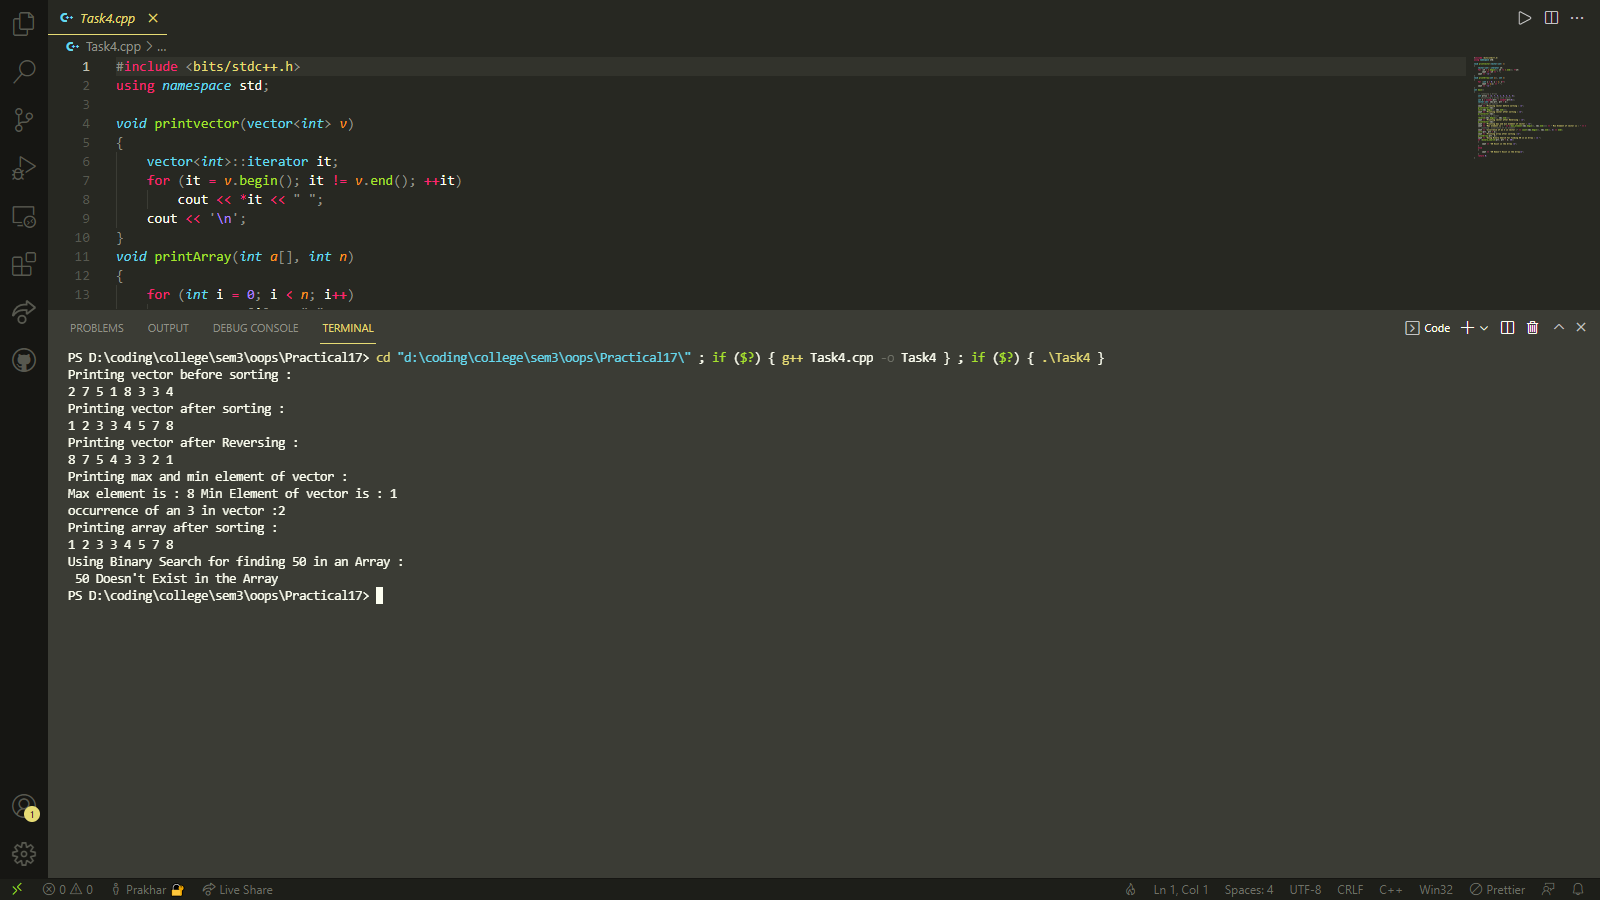 Task4.cpp
Task4.cpp > ...
1 #include <bits/stdc++.h>
2 using namespace std;
3
4 void printvector(vector<int> v)
5 {
6 vector<int>::iterator it;
7 for (it = v.begin(); it != v.end(); ++it)
8 cout << *it << " ";
9 cout << '\n';
10 }
11 void printArray(int a[], int n)
12 {
13 for (int i = 0; i < n; i++)
PROBLEMS OUTPUT DEBUG CONSOLE TERMINAL
Code
PS D:\coding\college\sem3\oops\Practical17> cd "d:\coding\college\sem3\oops\Practical17\" ; if ($?) { g++ Task4.cpp -o Task4 } ; if ($?) { .\Task4 }
Printing vector before sorting :
2 7 5 1 8 3 3 4
Printing vector after sorting :
1 2 3 3 4 5 7 8
Printing vector after Reversing :
8 7 5 4 3 3 2 1
Printing max and min element of vector :
Max element is : 8 Min Element of vector is : 1
occurrence of an 3 in vector :2
Printing array after sorting :
1 2 3 3 4 5 7 8
Using Binary Search for finding 50 in an Array :
50 Doesn't Exist in the Array
PS D:\coding\college\sem3\oops\Practical17>
1
0 0 Prakhar Live Share Ln 1, Col 1 Spaces: 4 UTF-8 CRLF C++ Win32 Prettier